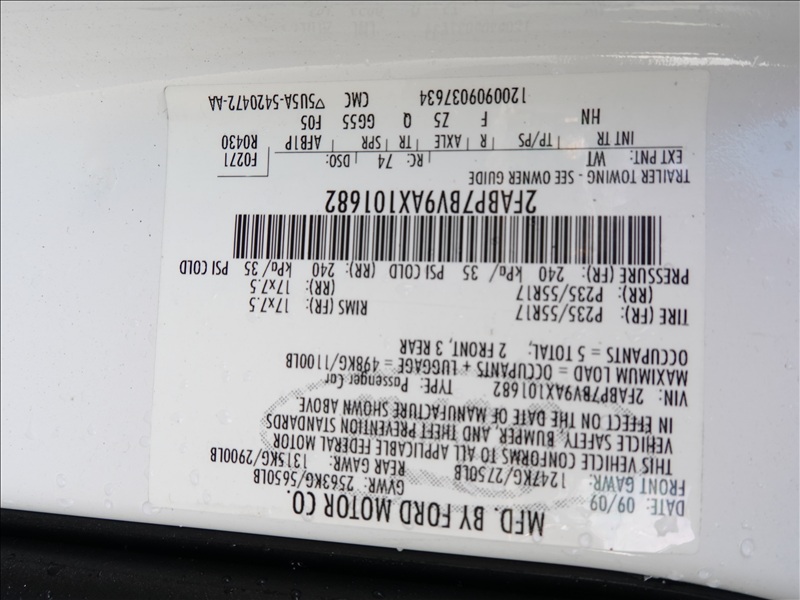 MFD. BY FORD MOTOR CO.
DATE: 09/09 GVWR: 2563KG/5650LB
FRONT GAWR: REAR GAWR:
1247KG/2750LB 1315KG/2900LB
THIS VEHICLE CONFORMS TO ALL APPLICABLE FEDERAL MOTOR
VEHICLE SAFETY, BUMPER, AND THEFT PREVENTION STANDARDS
IN EFFECT ON THE DATE OF MANUFACTURE SHOWN ABOVE
VIN: 2FABP7BV9AX101682 TYPE: Passenger Car
MAXIMUM LOAD = OCCUPANTS + LUGGAGE = 498KG/1100LB
OCCUPANTS = 5 TOTAL: 2 FRONT, 3 REAR
TIRE (FR): P235/55R17 RIMS (FR): 17x7.5
(RR): P235/55R17 (RR): 17x7.5
PRESSURE (FR): 240 kPa/ 35 PSI COLD (RR): 240 kPa/ 35 PSI COLD
2FABP7BV9AX101682
TRAILER TOWING - SEE OWNER GUIDE
F0271
R0430
EXT PNT: WT RC: 74 DSO:
INT TR | TP/PS | R | AXLE | TR | SPR | AFB1P
HN F Z5 Q GG55 F05
120090903​7634 CMC ▽5U5A-5420472-AA